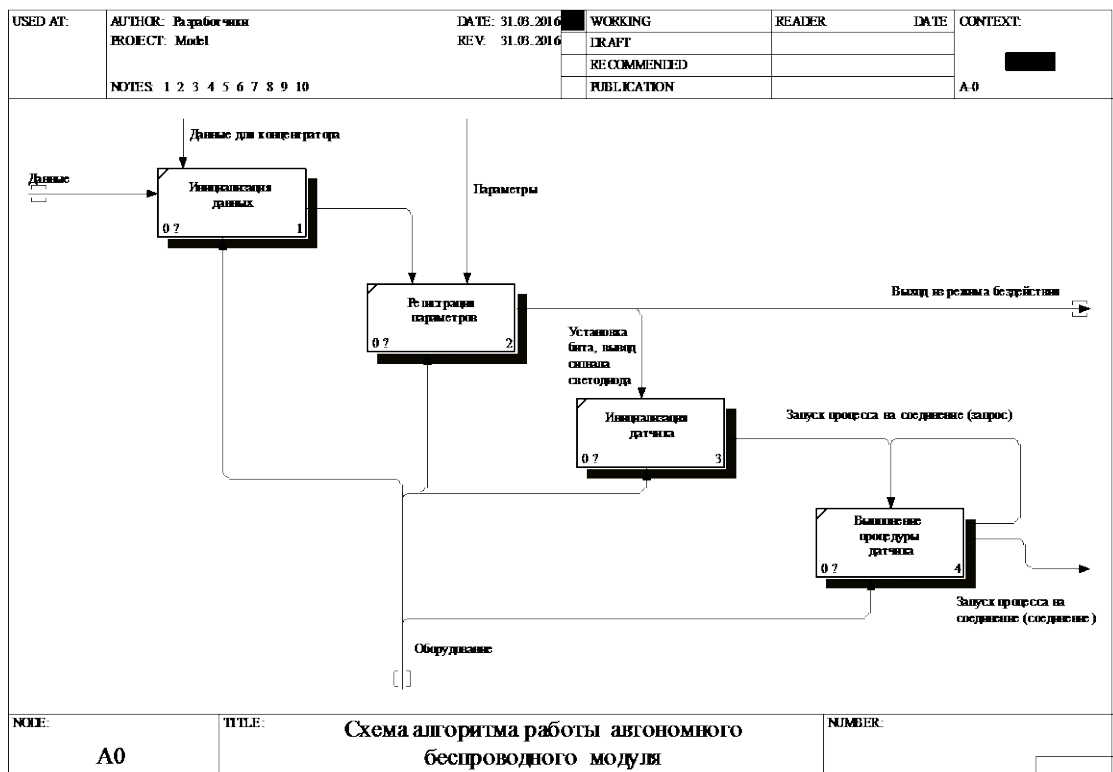 USED AT:
AUTHOR: Разработчики
DATE: 31.03.2016
WORKING
READER
DATE
CONTEXT:
PROJECT: Model
REV: 31.03.2016
DRAFT
RECOMMENDED
NOTES: 1 2 3 4 5 6 7 8 9 10
PUBLICATION
A-0
Данные для концентратора
Данные
Инициализация
данных
0 ?
1
Параметры
Регистрация
параметров
0 ?
2
Выход из режима бездействия
Установка
бита, вывод
сигнала
светодиода
Инициализация
датчика
0 ?
3
Запуск процесса на соединение (запрос)
Выполнение
процедуры
датчика
0 ?
4
Запуск процесса на
соединение (соединение)
Оборудование
NODE:
A0
TITLE:
Схема алгоритма работы автономного
беспроводного модуля
NUMBER: